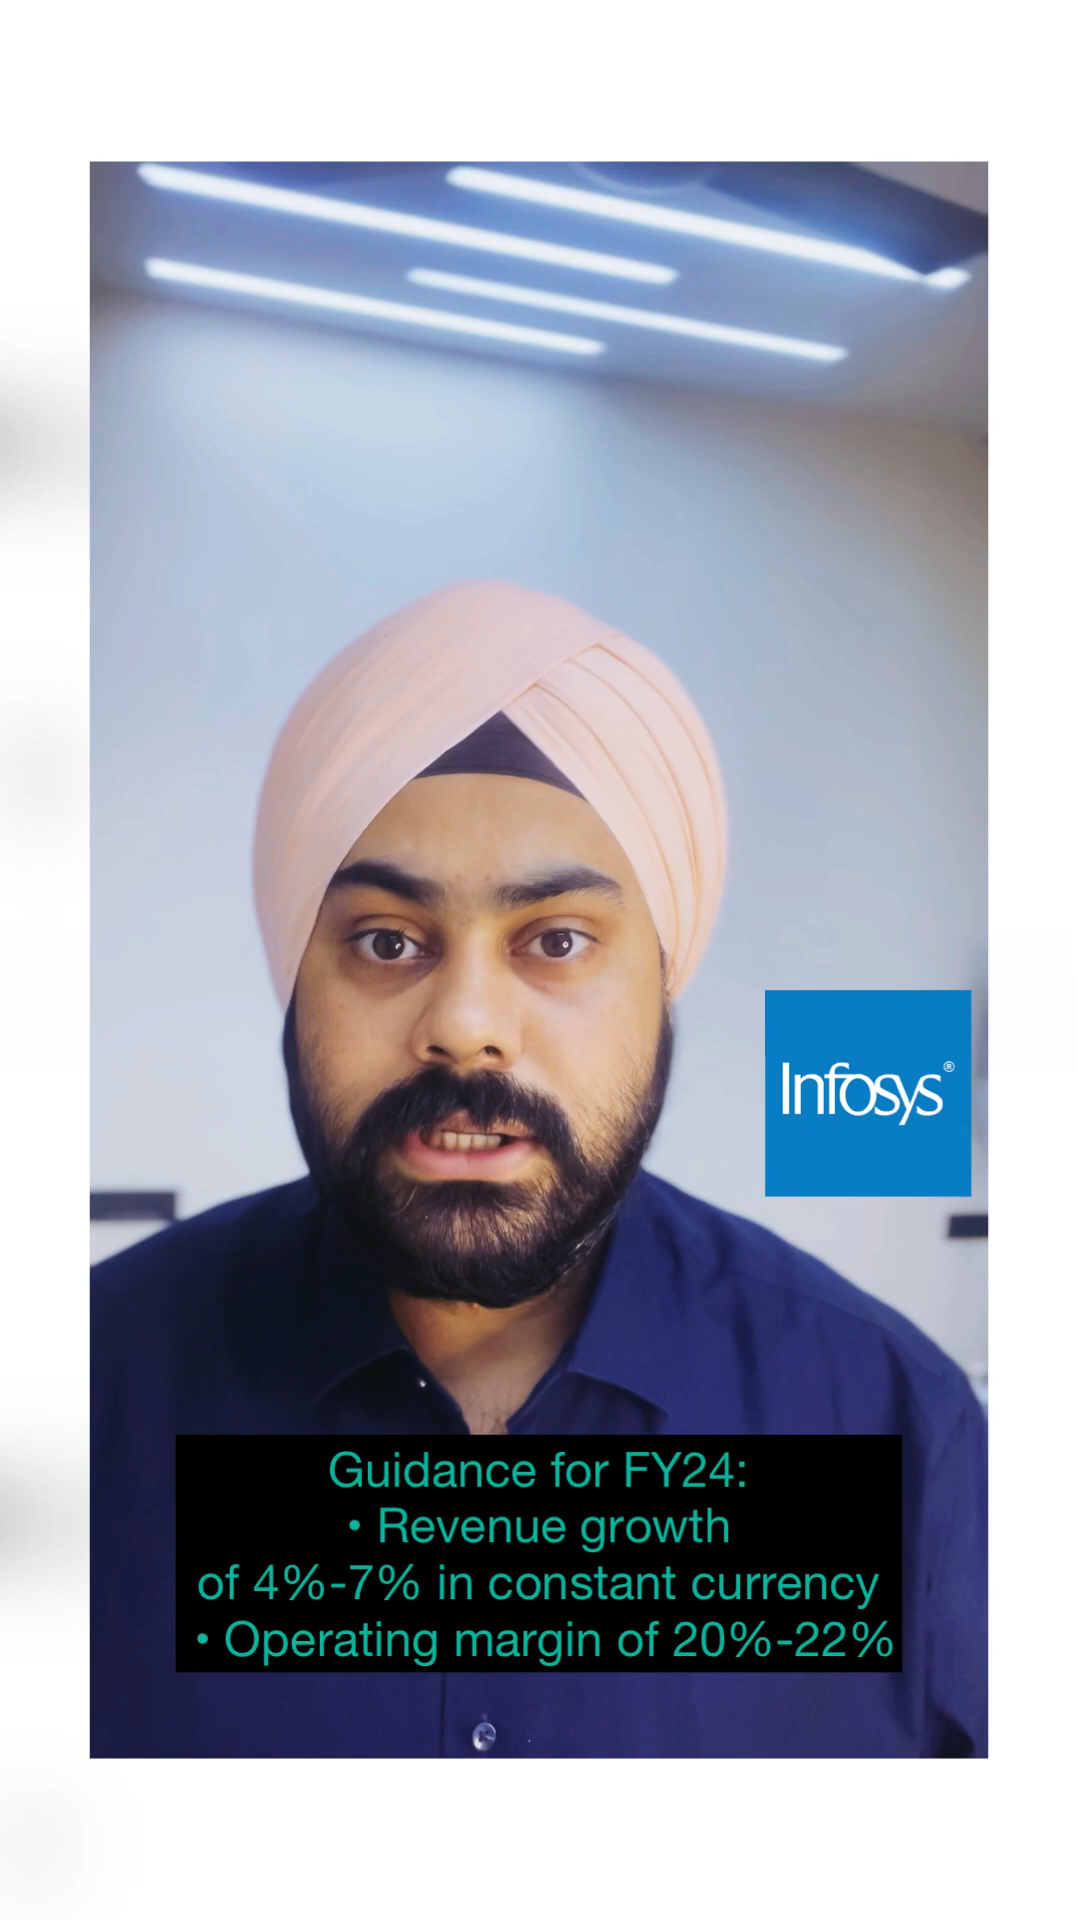 Infosys®
Guidance for FY24:
• Revenue growth
of 4%-7% in constant currency
• Operating margin of 20%-22%